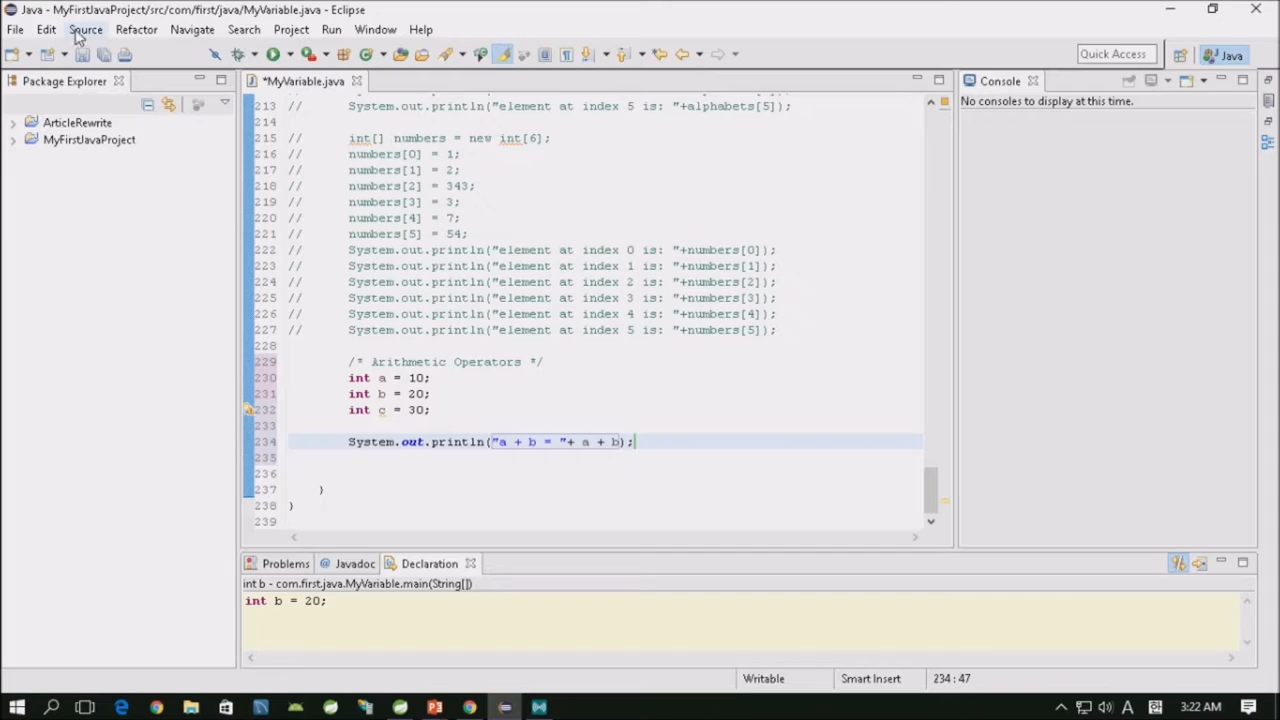 Java - MyFirstJavaProject/src/com/first/java/MyVariable.java - Eclipse
File Edit Source Refactor Navigate Search Project Run Window Help
Quick Access
Java
Package Explorer
*MyVariable.java
Console
No consoles to display at this time.
ArticleRewrite
MyFirstJavaProject
213 // System.out.println("element at index 5 is: "+alphabets[5]);
214
215 // int[] numbers = new int[6];
216 // numbers[0] = 1;
217 // numbers[1] = 2;
218 // numbers[2] = 343;
219 // numbers[3] = 3;
220 // numbers[4] = 7;
221 // numbers[5] = 54;
222 // System.out.println("element at index 0 is: "+numbers[0]);
223 // System.out.println("element at index 1 is: "+numbers[1]);
224 // System.out.println("element at index 2 is: "+numbers[2]);
225 // System.out.println("element at index 3 is: "+numbers[3]);
226 // System.out.println("element at index 4 is: "+numbers[4]);
227 // System.out.println("element at index 5 is: "+numbers[5]);
228
229 /* Arithmetic Operators */
230 int a = 10;
231 int b = 20;
232 int c = 30;
233
234 System.out.println("a + b = "+ a + b);
235
236
237 }
238 }
239
Problems @ Javadoc Declaration
int b - com.first.java.MyVariable.main(String[])
int b = 20;
Writable Smart Insert 234 : 47
A 한 3:22 AM